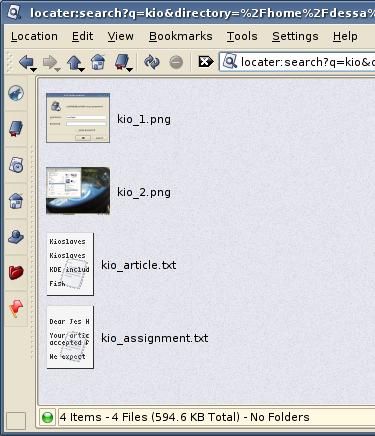 locater:search?q=kio&directory=%2Fhome%2Fdessa
Location Edit View Bookmarks Tools Settings Help
locater:search?q=kio&
kio_1.png
kio_2.png
Kioslaves
Kioslaves
KDE includ
Fish
kio_article.txt
Dear Jes H
Your artic
accepted f
We expect
kio_assignment.txt
4 Items - 4 Files (594.6 KB Total) - No Folders